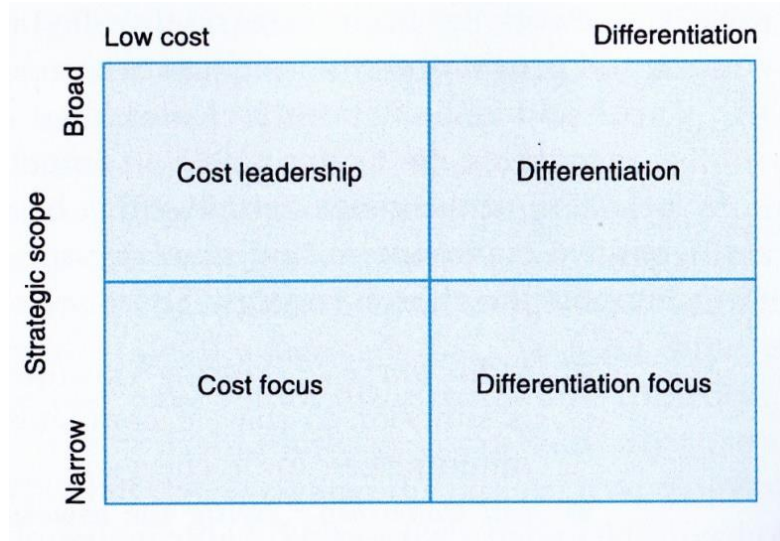 Low cost Differentiation
Broad
Cost leadership Differentiation
Strategic scope
Cost focus Differentiation focus
Narrow